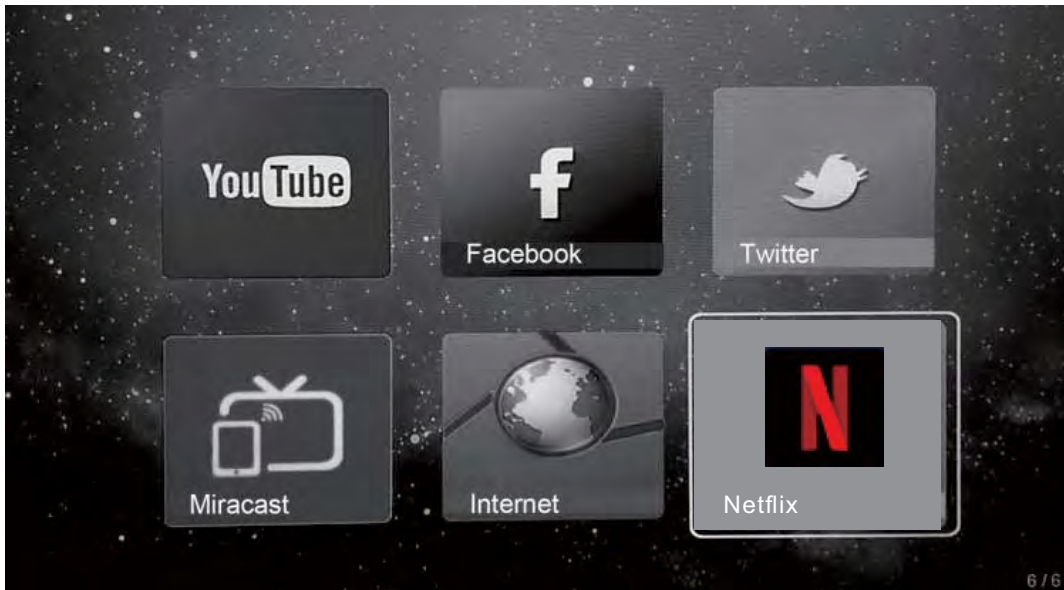 YouTube
f
Facebook
Twitter
Miracast
Internet
N
Netflix
6/6